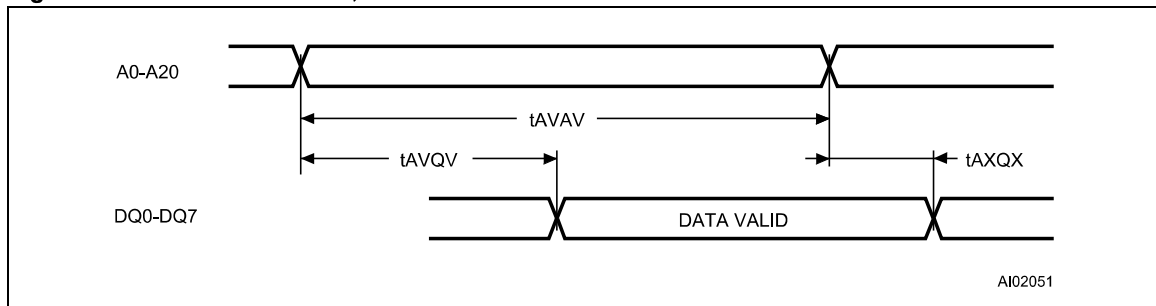 A0-A20
tAVAV
tAVQV
tAXQX
DQ0-DQ7
DATA VALID
AI02051